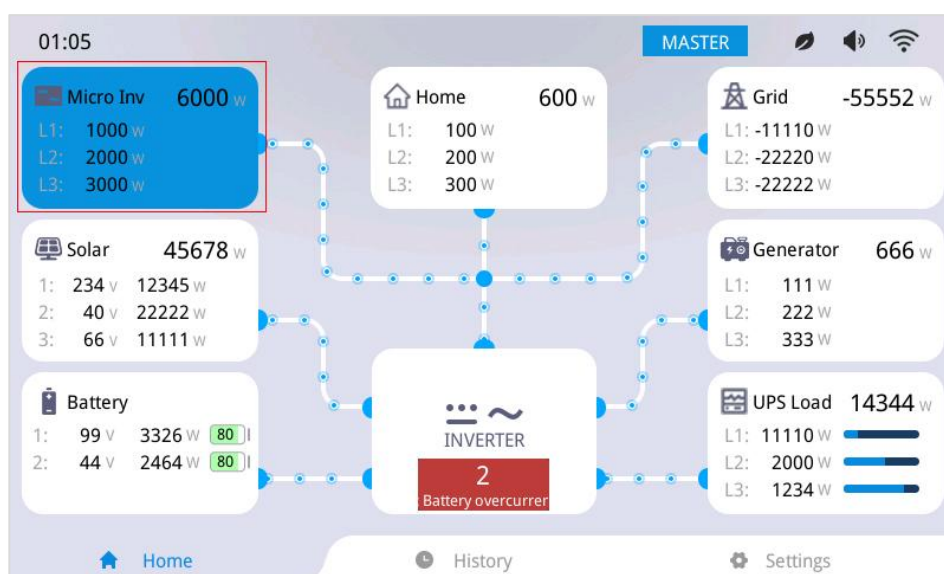 01:05
MASTER
Micro Inv 6000 W
L1: 1000 W
L2: 2000 W
L3: 3000 W
Home 600 W
L1: 100 W
L2: 200 W
L3: 300 W
Grid -55552 W
L1: -11110 W
L2: -22220 W
L3: -22222 W
Solar 45678 W
1: 234 V 12345 W
2: 40 V 22222 W
3: 66 V 11111 W
Generator 666 W
L1: 111 W
L2: 222 W
L3: 333 W
Battery
1: 99 V 3326 W 80
2: 44 V 2464 W 80
INVERTER
2
Battery overcurrer
UPS Load 14344 W
L1: 11110 W
L2: 2000 W
L3: 1234 W
Home
History
Settings